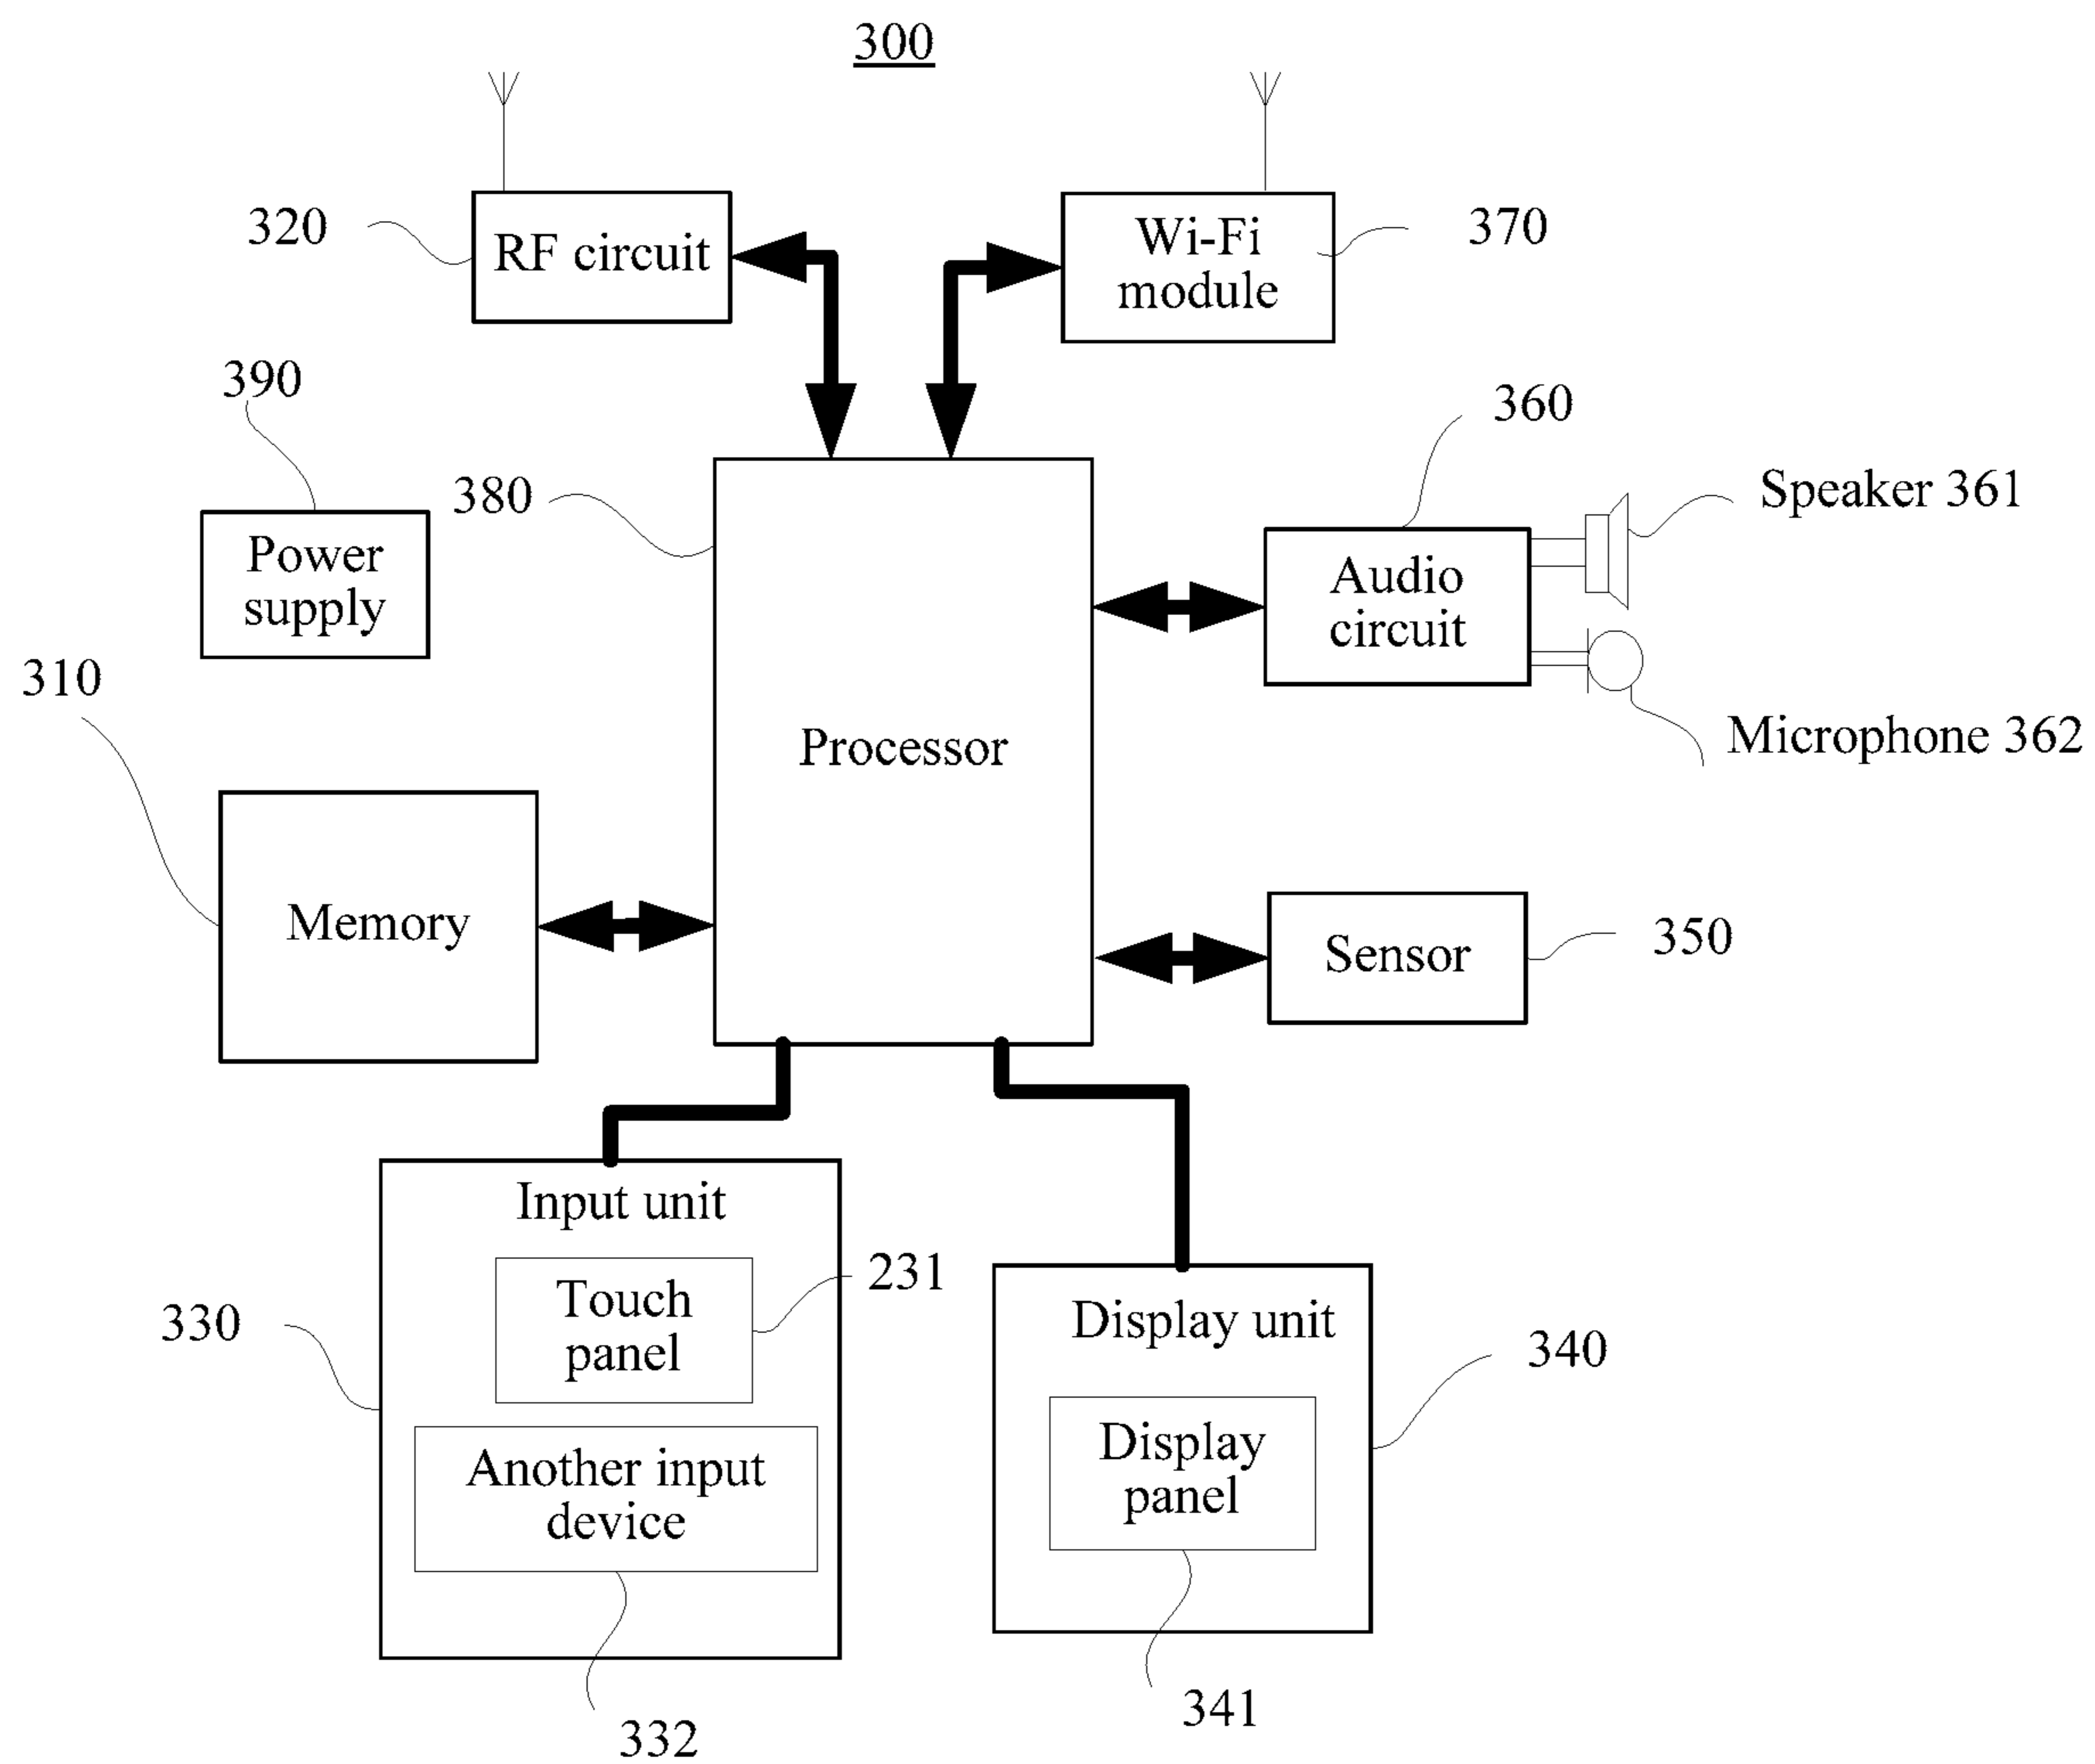 300
320
RF circuit
Wi-Fi
module
370
390
360
380
Speaker 361
Power
supply
Audio
circuit
310
Processor
Microphone 362
Memory
Sensor
350
Input unit
Touch
panel
231
330
Display unit
340
Another input
device
Display
panel
332
341